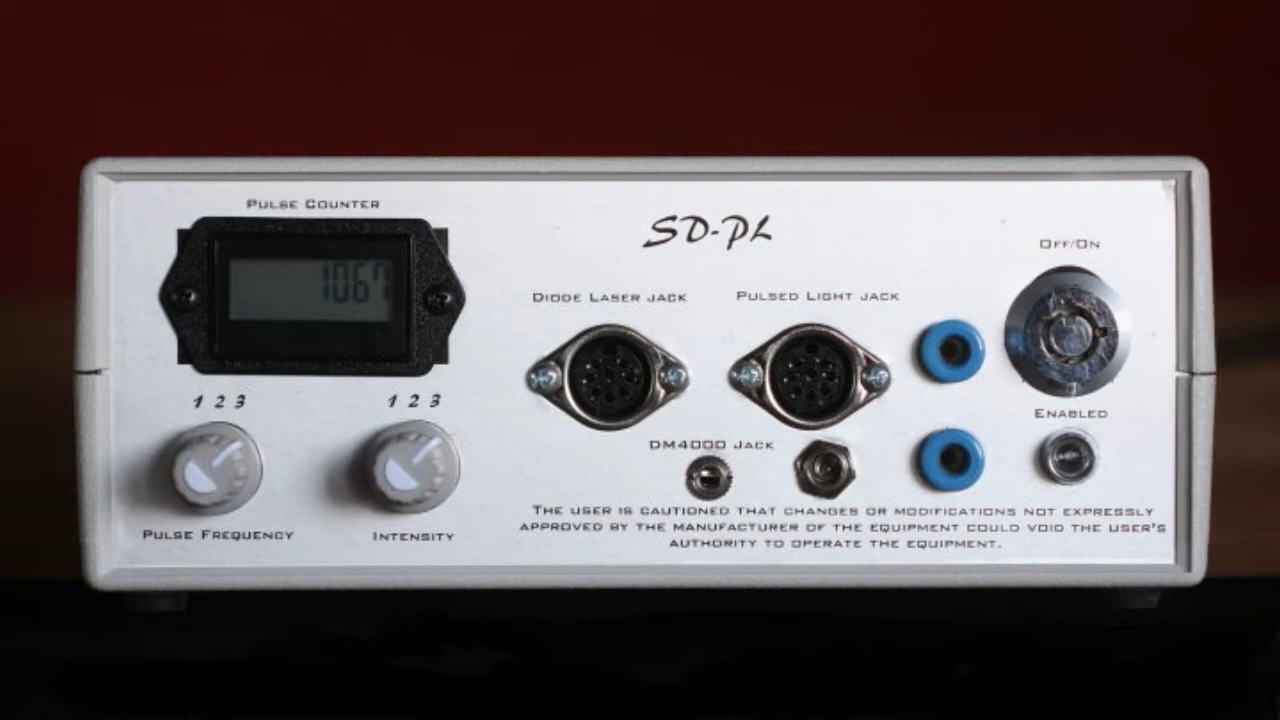 PULSE COUNTER
1067
SD-PL
OFF/ON
DIODE LASER JACK
PULSED LIGHT JACK
1 2 3
1 2 3
ENABLED
DM4000 JACK
PULSE FREQUENCY
INTENSITY
THE USER IS CAUTIONED THAT CHANGES OR MODIFICATIONS NOT EXPRESSLY
APPROVED BY THE MANUFACTURER OF THE EQUIPMENT COULD VOID THE USER'S
AUTHORITY TO OPERATE THE EQUIPMENT.